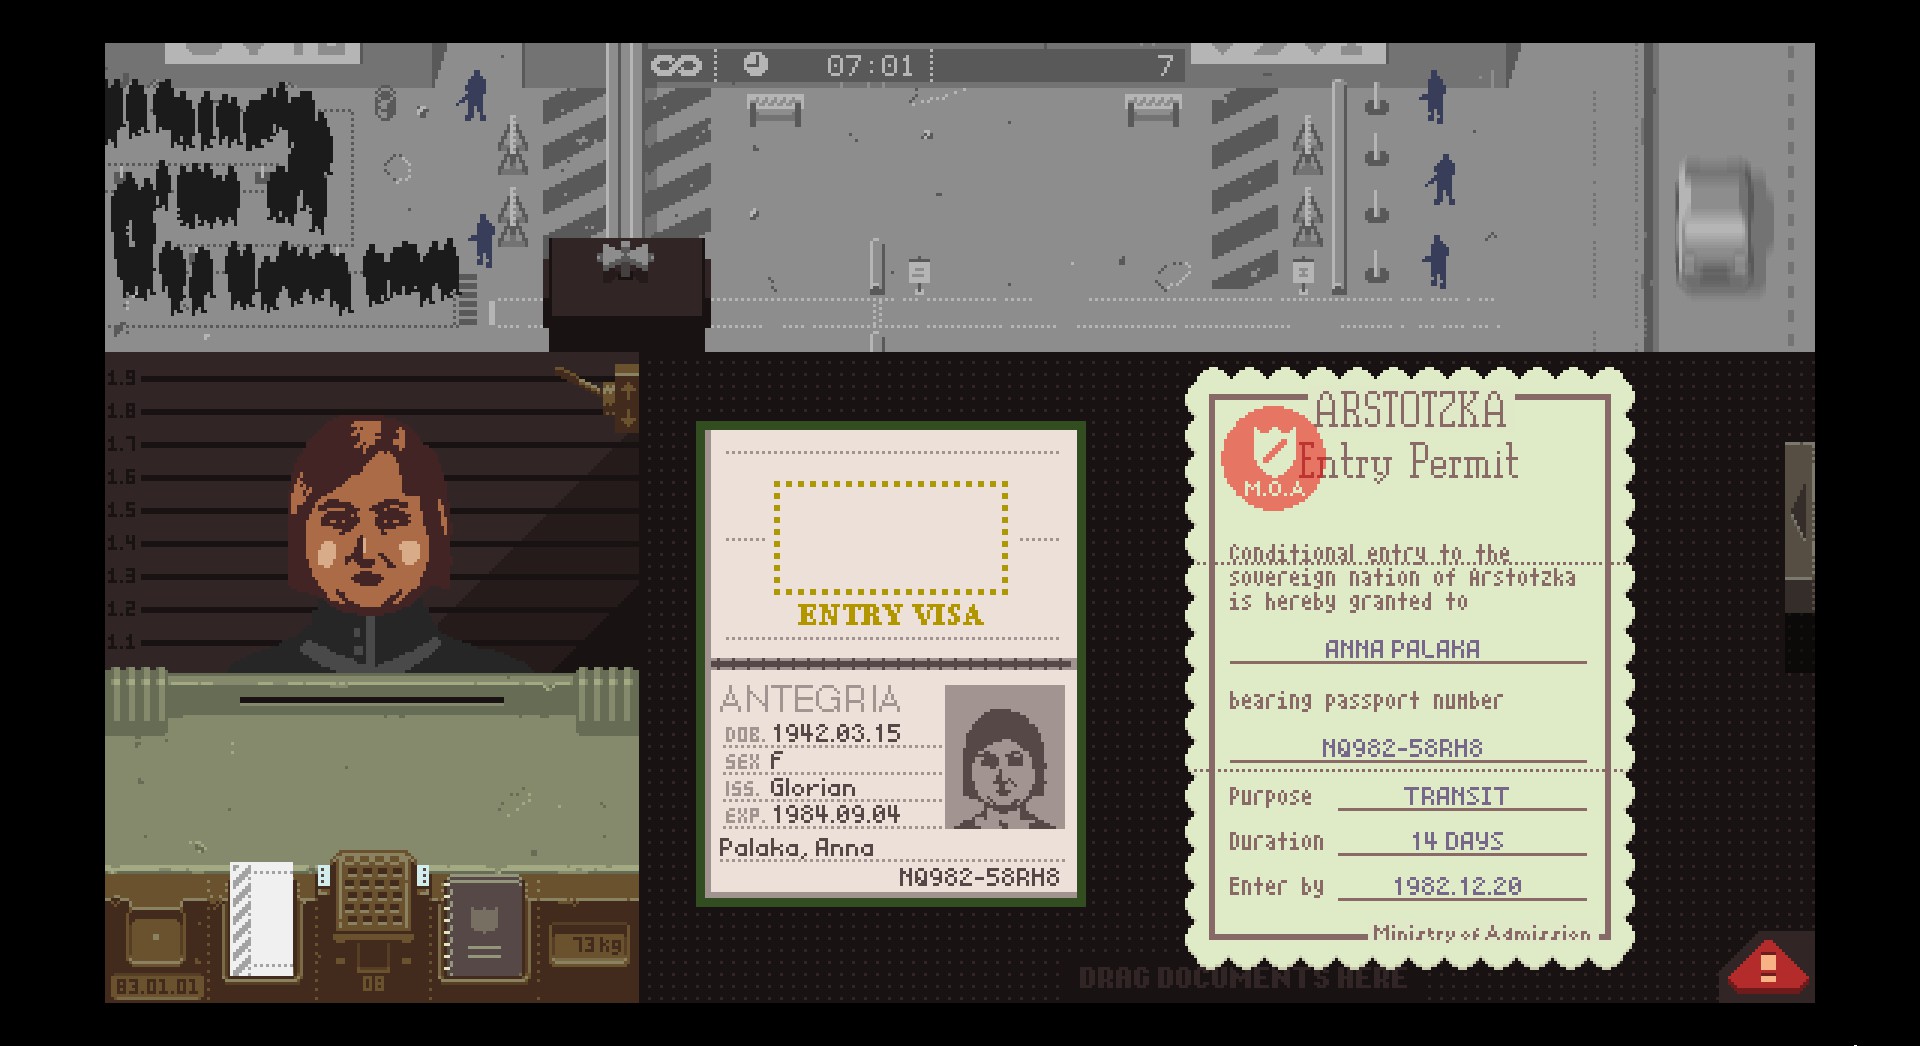 07:01
7
1.9
1.8
1.7
1.6
1.5
1.4
1.3
1.2
1.1
ENTRY VISA
ANTEGRIA
DOB. 1942.03.15
SEX F
ISS. Glorian
EXP. 1984.09.04
Palaka, Anna
NQ982-58RH8
ARSTOTZKA
Entry Permit
M.O.A
Conditional entry to the
sovereign nation of Arstotzka
is hereby granted to
ANNA PALAKA
bearing passport number
NQ982-58RH8
Purpose TRANSIT
Duration 14 DAYS
Enter by 1982.12.20
Ministry of Admission
DRAG DOCUMENTS HERE
73kg
83.01.01
08